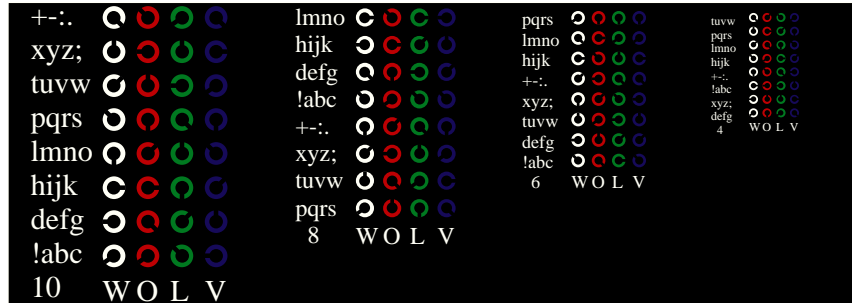 +-:.
xyz;
tuvw
pqrs
lmno
hijk
defg
!abc
10 W O L V
lmno
hijk
defg
!abc
+-:.
xyz;
tuvw
pqrs
8 W O L V
pqrs
lmno
hijk
+-:.
xyz;
tuvw
defg
!abc
6 W O L V
tuvw
pqrs
lmno
hijk
+-:.
!abc
xyz;
defg
4 W O L V